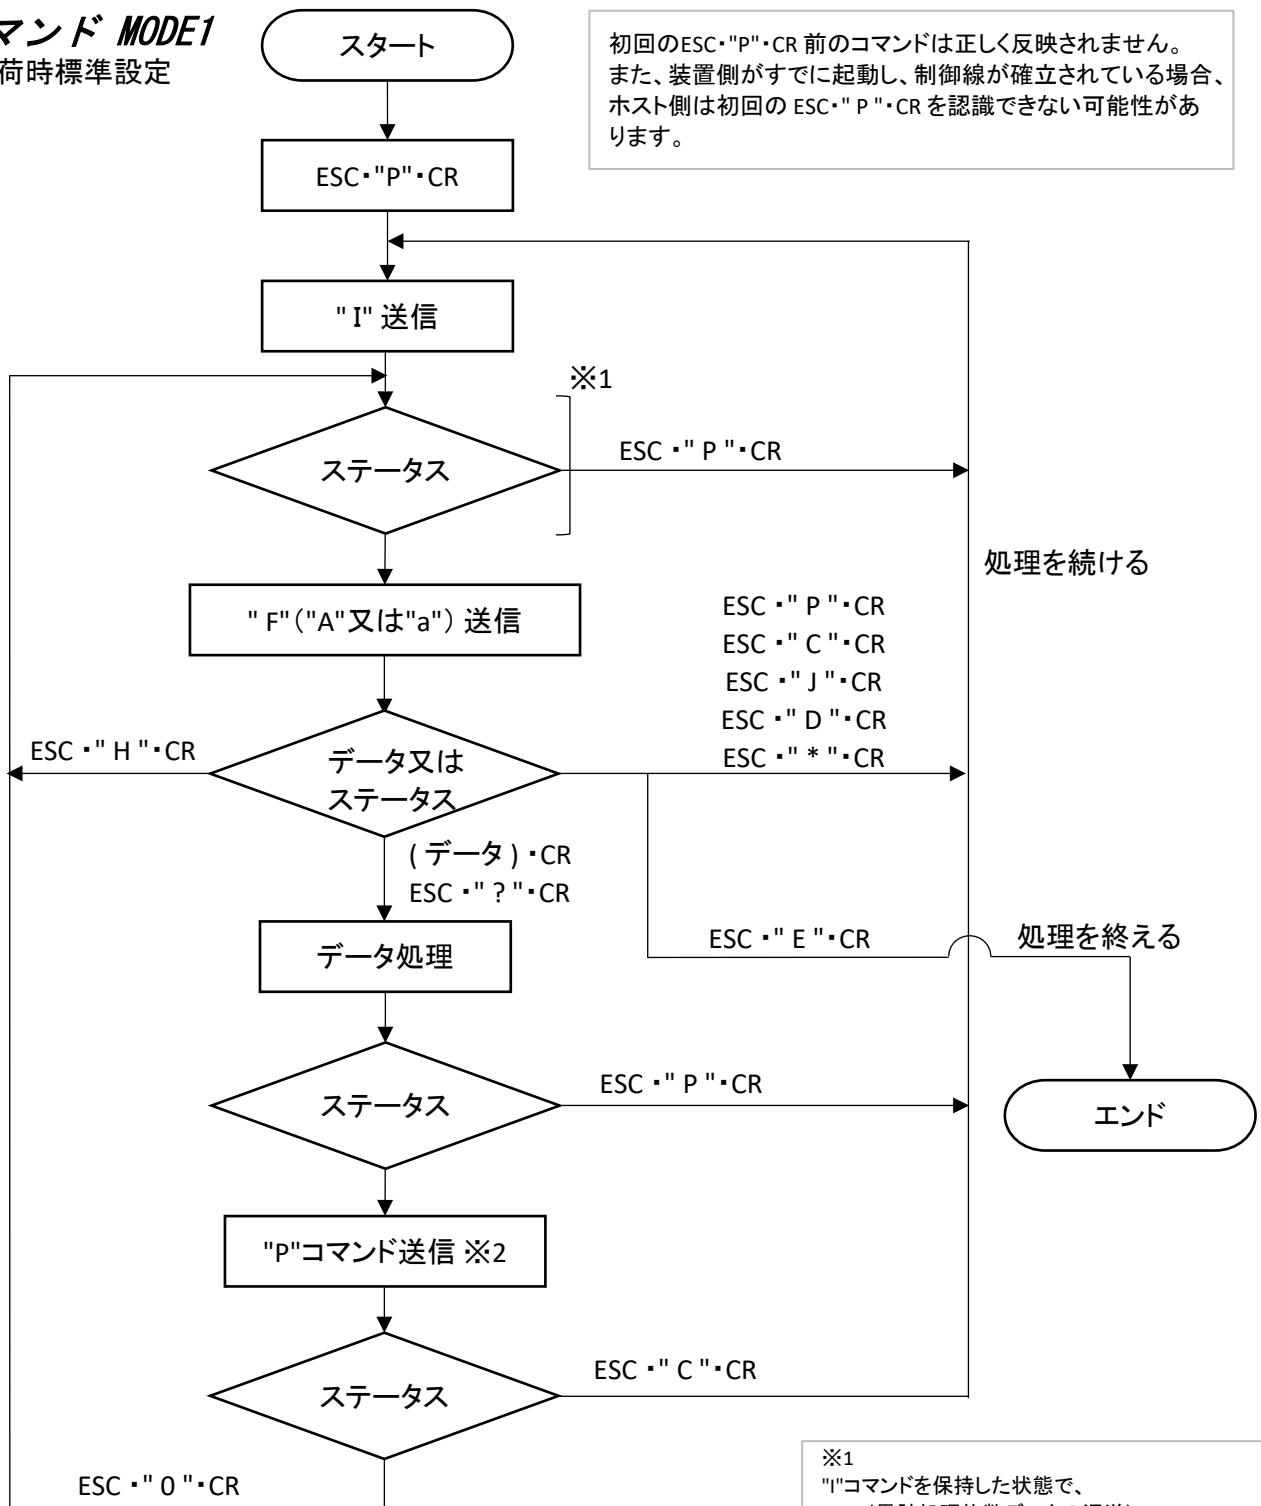 マンド MODE1
荷時標準設定
スタート
初回のESC・"P"・CR 前のコマンドは正しく反映されません。
また、装置側がすでに起動し、制御線が確立されている場合、
ホスト側は初回の ESC・" P "・CR を認識できない可能性があ
ります。
ESC・"P"・CR
" I" 送信
※1
ステータス
ESC ・" P "・CR
処理を続ける
" F"("A"又は"a") 送信
ESC ・" P "・CR
ESC ・" C "・CR
ESC ・" J "・CR
ESC ・" D "・CR
ESC ・" * "・CR
ESC ・" H "・CR
データ又は
ステータス
( データ ) ・CR
ESC ・" ? "・CR
データ処理
ESC ・" E "・CR
処理を終える
ステータス
ESC ・" P "・CR
エンド
"P"コマンド送信 ※2
ステータス
ESC ・" C "・CR
ESC ・" 0 "・CR
※1
"I"コマンドを保持した状態で、